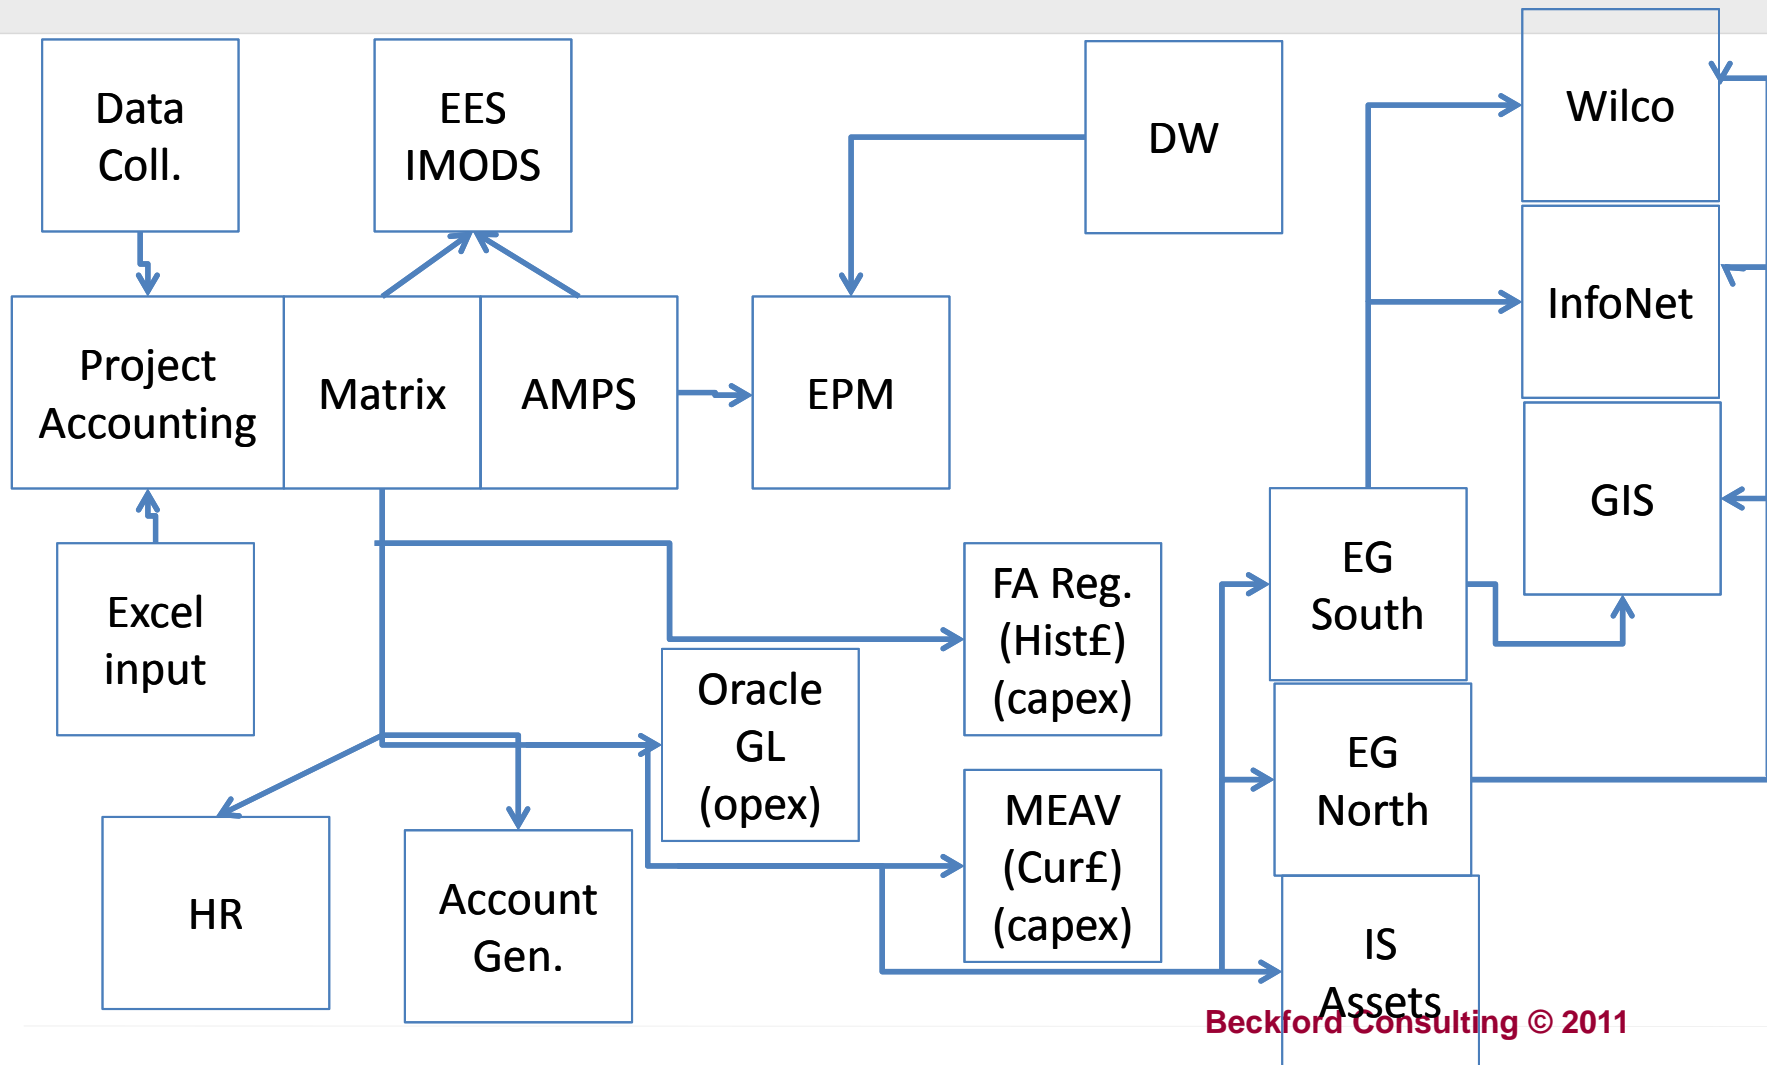 Data
Coll.
EES
IMODS
DW
Wilco
InfoNet
Project
Accounting
Matrix
AMPS
EPM
GIS
Excel
input
FA Reg.
(Hist£)
(capex)
EG
South
Oracle
GL
(opex)
EG
North
MEAV
(Cur£)
(capex)
HR
Account
Gen.
IS
Assets
Beckford Consulting © 2011